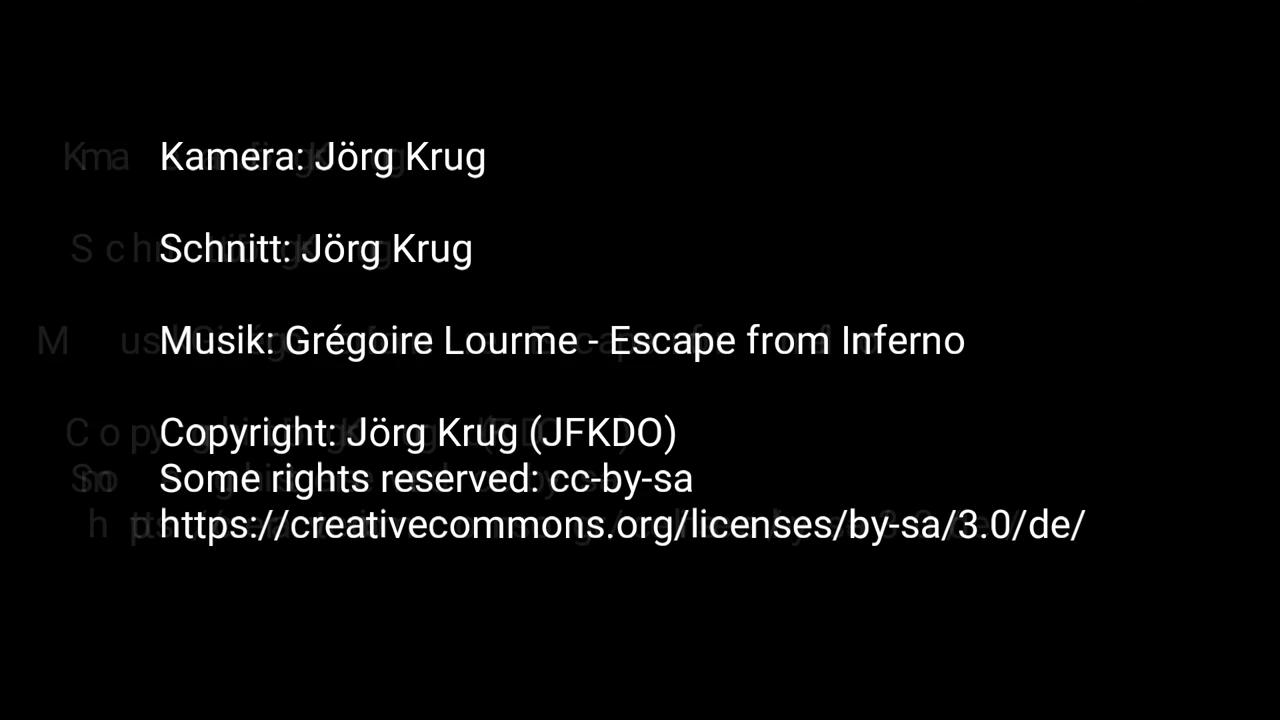 Kamera: Jörg Krug
Schnitt: Jörg Krug
Musik: Grégoire Lourme - Escape from Inferno
Copyright: Jörg Krug (JFKDO)
Some rights reserved: cc-by-sa
https://creativecommons.org/licenses/by-sa/3.0/de/